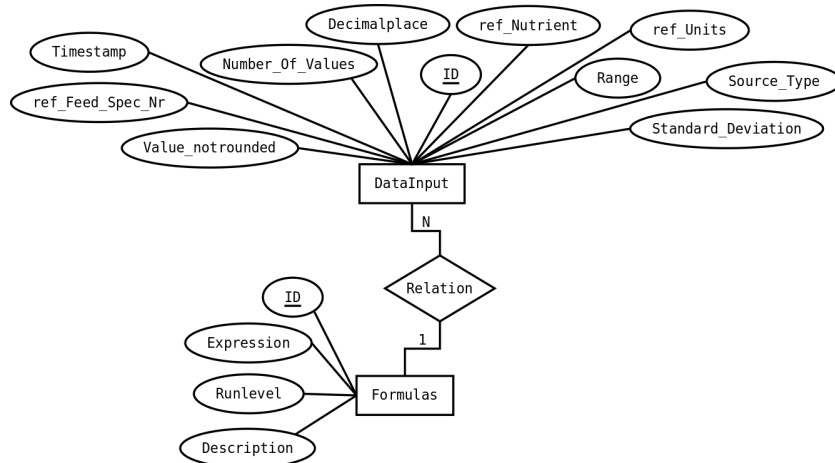 Decimalplace
ref_Nutrient
ref_Units
Timestamp
Number_Of_Values
ID
Range
Source_Type
ref_Feed_Spec_Nr
Standard_Deviation
Value_notrounded
DataInput
N
Relation
ID
1
Expression
Runlevel
Formulas
Description